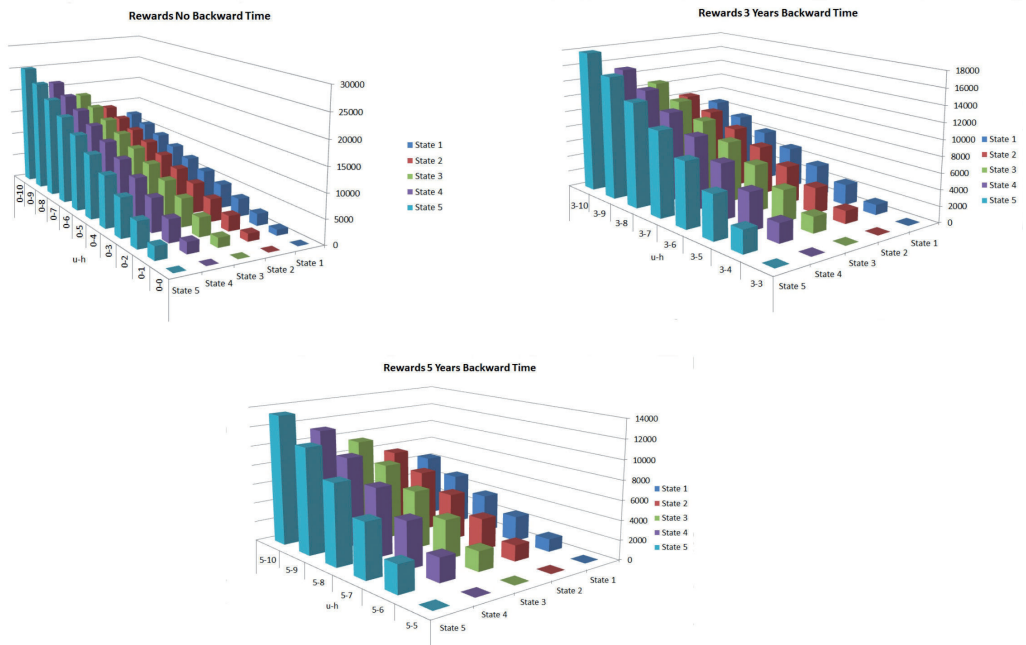 Rewards No Backward Time
30000
25000
20000
15000
10000
5000
0
State 1
State 2
State 3
State 4
State 5
0-10
0-9
0-8
0-7
0-6
0-5
0-4
0-3
0-2
0-1
0-0
u-h
State 5
State 4
State 3
State 2
State 1
Rewards 3 Years Backward Time
18000
16000
14000
12000
10000
8000
6000
4000
2000
0
State 1
State 2
State 3
State 4
State 5
3-10
3-9
3-8
3-7
3-6
3-5
3-4
3-3
u-h
State 5
State 4
State 3
State 2
State 1
Rewards 5 Years Backward Time
14000
12000
10000
8000
6000
4000
2000
0
State 1
State 2
State 3
State 4
State 5
5-10
5-9
5-8
5-7
5-6
5-5
u-h
State 5
State 4
State 3
State 2
State 1